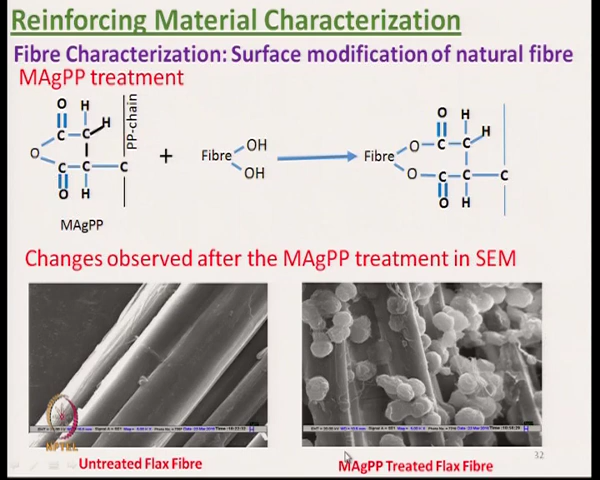 Reinforcing Material Characterization
Fibre Characterization: Surface modification of natural fibre
MAgPP treatment
O H
H
C C
O
C C C
O H
PP-chain
MAgPP
+
Fibre OH
OH
Fibre O C C
O H
H
O C C C
O H
Changes observed after the MAgPP treatment in SEM
NPTEL
Untreated Flax Fibre
MAgPP Treated Flax Fibre
32